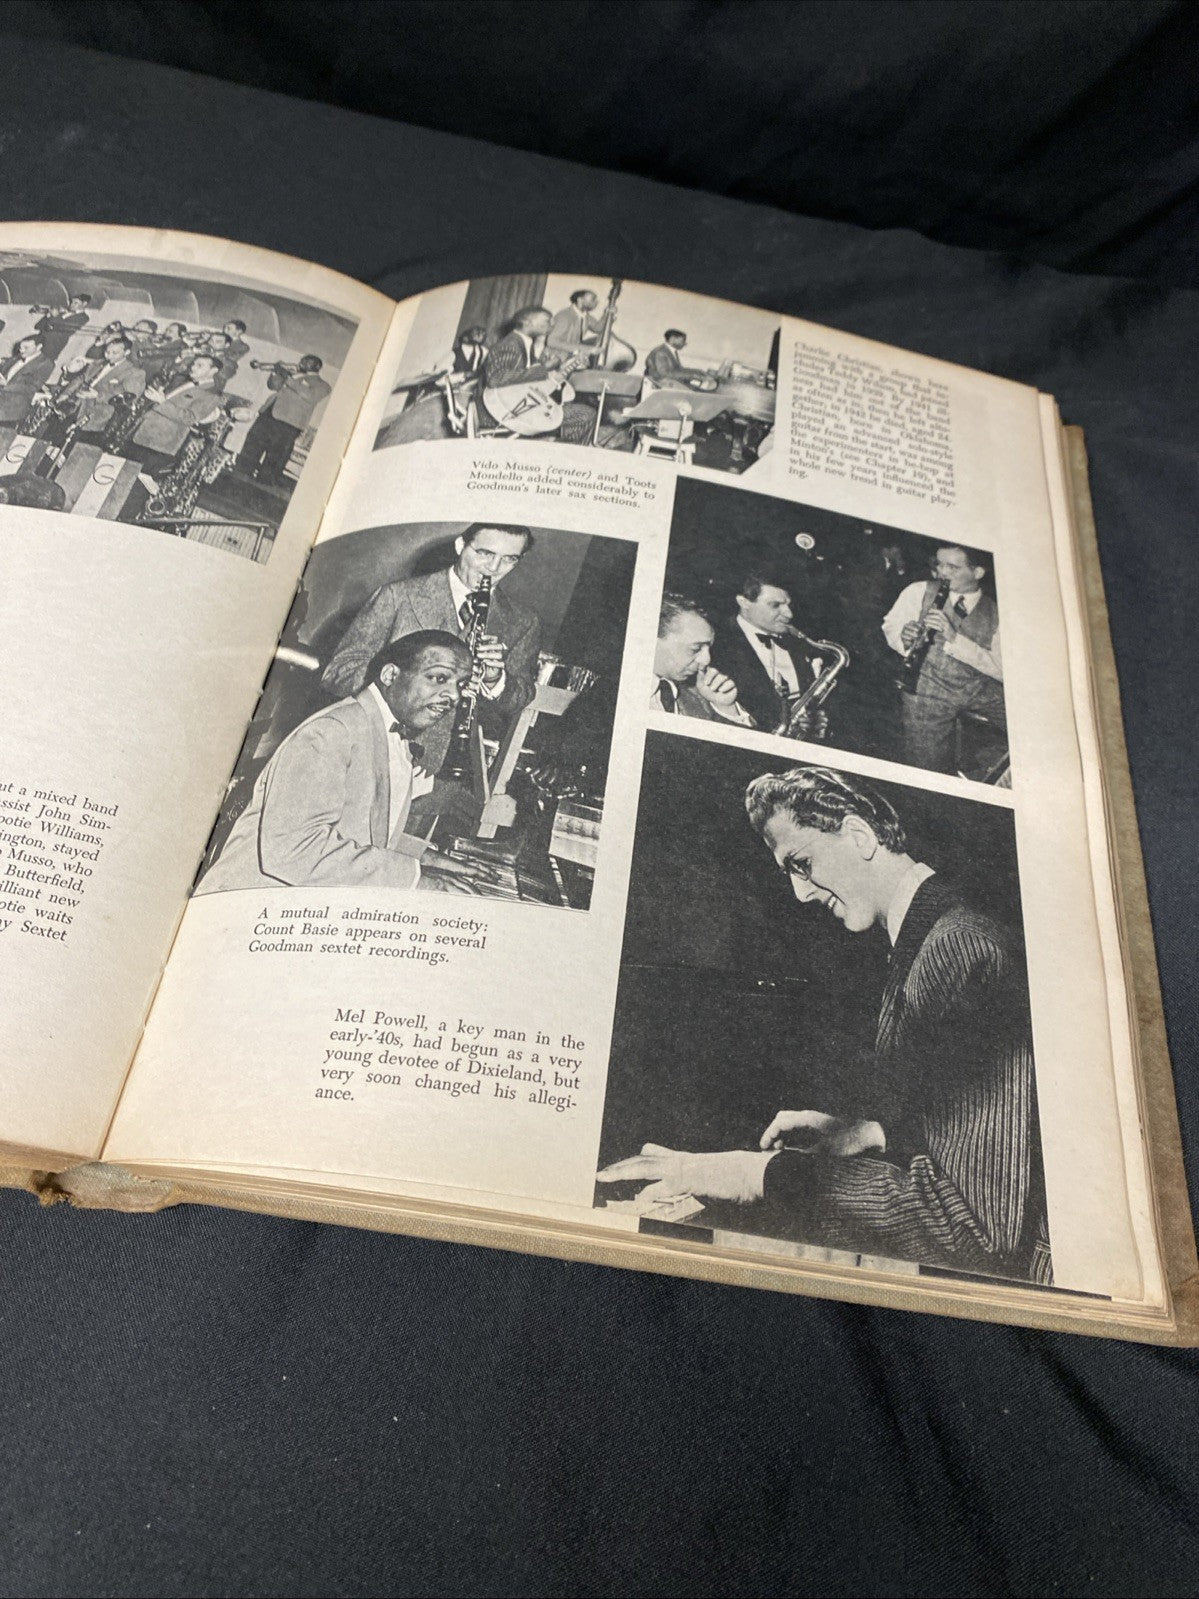 ut a mixed band
ssist John Sim-
ootie Williams,
ington, stayed
o Musso, who
Butterfield,
illiant new
otie waits
ny Sextet
G
G
Charlie Christian, shown here
jamming with a group that in-
cludes Teddy Wilson, had joined
Goodman in 1939. By 1941 ill-
ness had him out of the band
as often as in; then he left alto-
gether, in 1942 he died, aged 24.
Christian, born in Oklahoma,
played an advanced solo-style
guitar from the start, was among
the experimenters in be-bop at
Minton's (see Chapter 19), and
in his few years influenced the
whole new trend in guitar play-
ing.
Vido Musso (center) and Toots
Mondello added considerably to
Goodman's later sax sections.
A mutual admiration society:
Count Basie appears on several
Goodman sextet recordings.
Mel Powell, a key man in the
early-'40s, had begun as a very
young devotee of Dixieland, but
very soon changed his allegi-
ance.